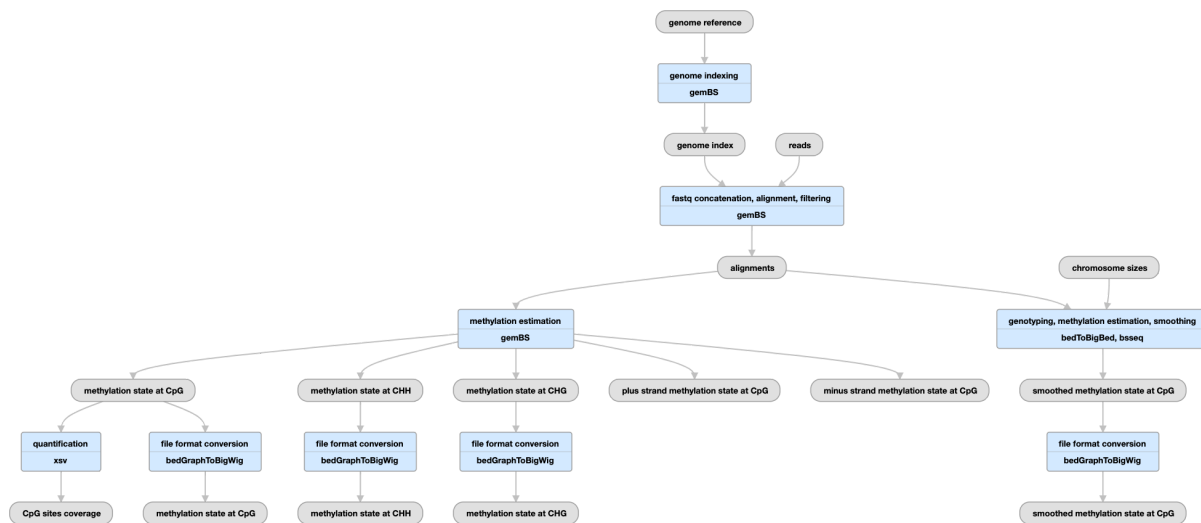 genome reference
genome indexing
gemBS
genome index
reads
fastq concatenation, alignment, filtering
gemBS
alignments
chromosome sizes
methylation estimation
gemBS
genotyping, methylation estimation, smoothing
bedToBigBed, bsseq
methylation state at CpG
methylation state at CHH
methylation state at CHG
plus strand methylation state at CpG
minus strand methylation state at CpG
smoothed methylation state at CpG
quantification
xsv
file format conversion
bedGraphToBigWig
file format conversion
bedGraphToBigWig
file format conversion
bedGraphToBigWig
file format conversion
bedGraphToBigWig
CpG sites coverage
methylation state at CpG
methylation state at CHH
methylation state at CHG
smoothed methylation state at CpG